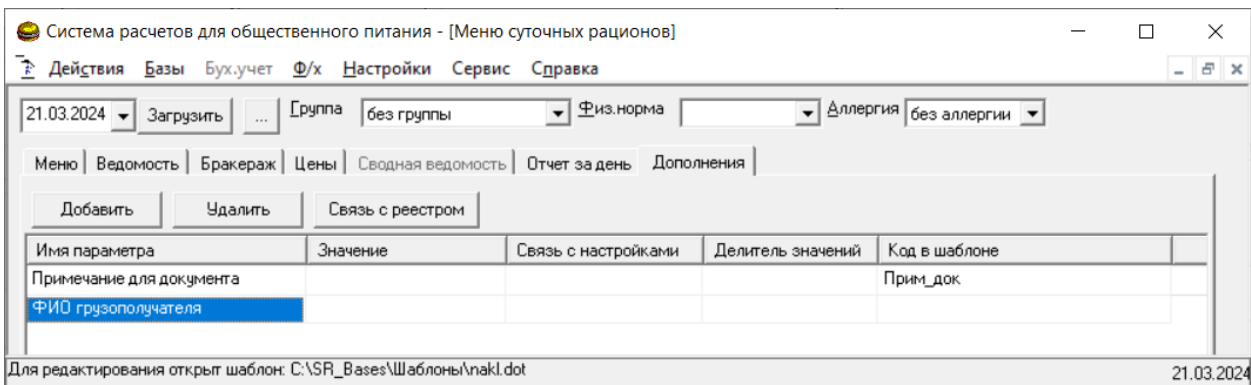 Система расчетов для общественного питания - [Меню суточных рационов]
Действия Базы Бух.учет Ф/х Настройки Сервис Справка
21.03.2024 Загрузить ... Группа без группы Физ.норма Аллергия без аллергии
Меню Ведомость Бракераж Цены Сводная ведомость Отчет за день Дополнения
Добавить Удалить Связь с реестром
Имя параметра Значение Связь с настройками Делитель значений Код в шаблоне
Примечание для документа Прим_док
ФИО грузополучателя
Для редактирования открыт шаблон: C:\SR_Bases\Шаблоны\nakl.dot 21.03.2024